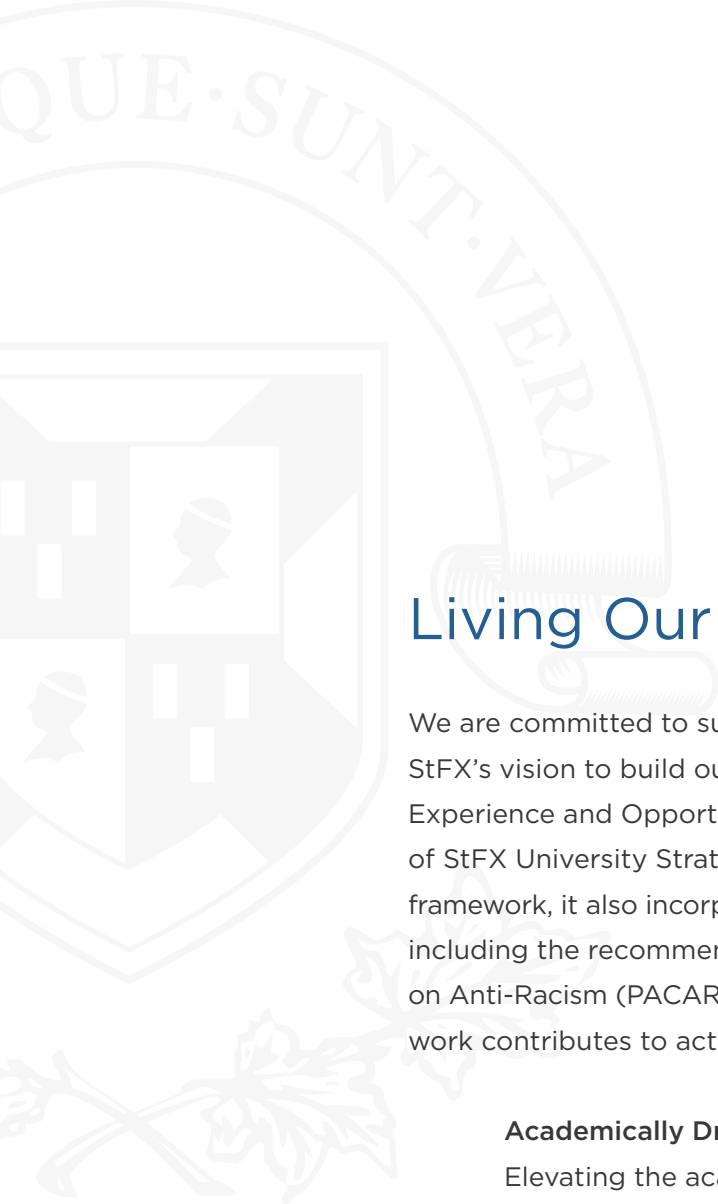 QUE·SUNT·VERA
Living Our
We are committed to su
StFX’s vision to build ou
Experience and Opport
of StFX University Strat
framework, it also incorp
including the recommen
on Anti-Racism (PACAR
work contributes to act
Academically Dr
Elevating the aca